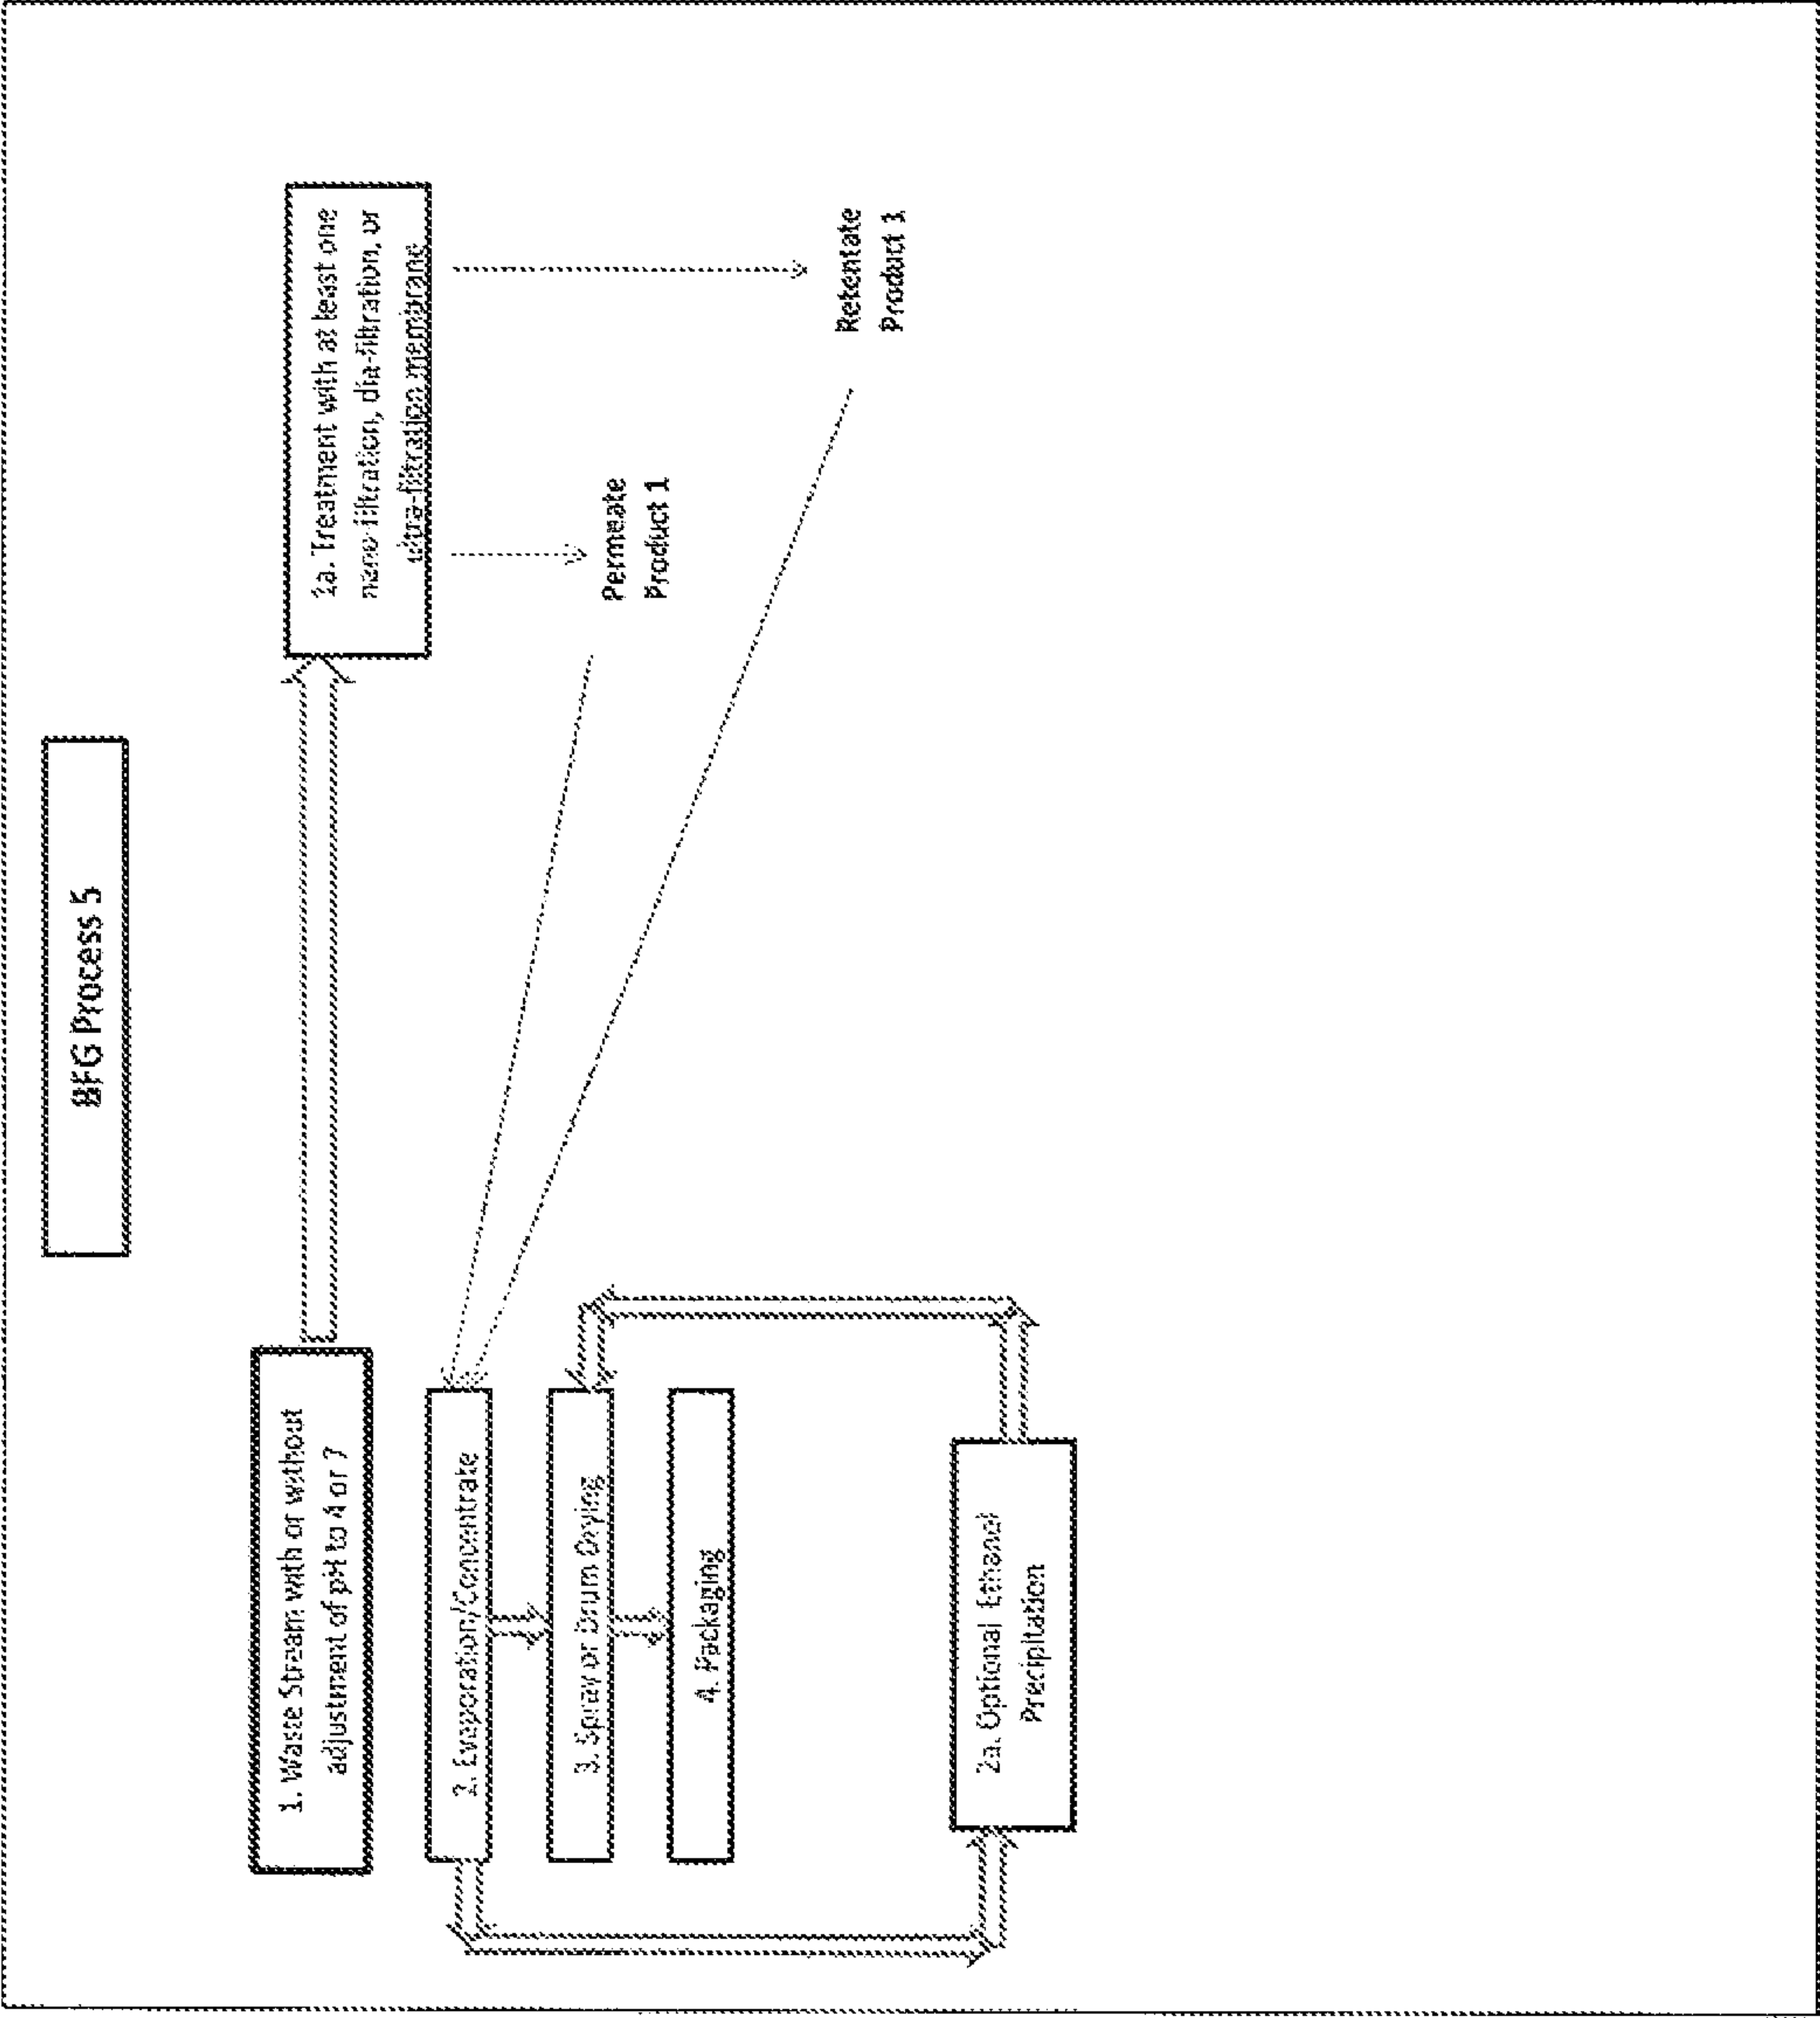 BFG Process 5
1. Waste Stream with or without
adjustment of pH to 4 or 7
Treatment with at least one
nano-filtration, dia-filtration, or
ultra-filtration membrane
2. Evaporation/Concentrate
3. Spray or Drum Drying
4. Packaging
Permeate
Product 1
Retentate
Product 1
2a. Optional Ethanol
Precipitation